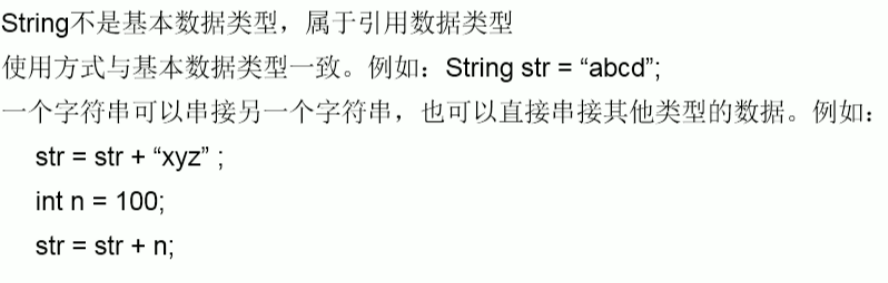 String不是基本数据类型，属于引用数据类型
使用方式与基本数据类型一致。例如：String str = “abcd”;
一个字符串可以串接另一个字符串，也可以直接串接其他类型的数据。例如：
str = str + “xyz” ;
int n = 100;
str = str + n;